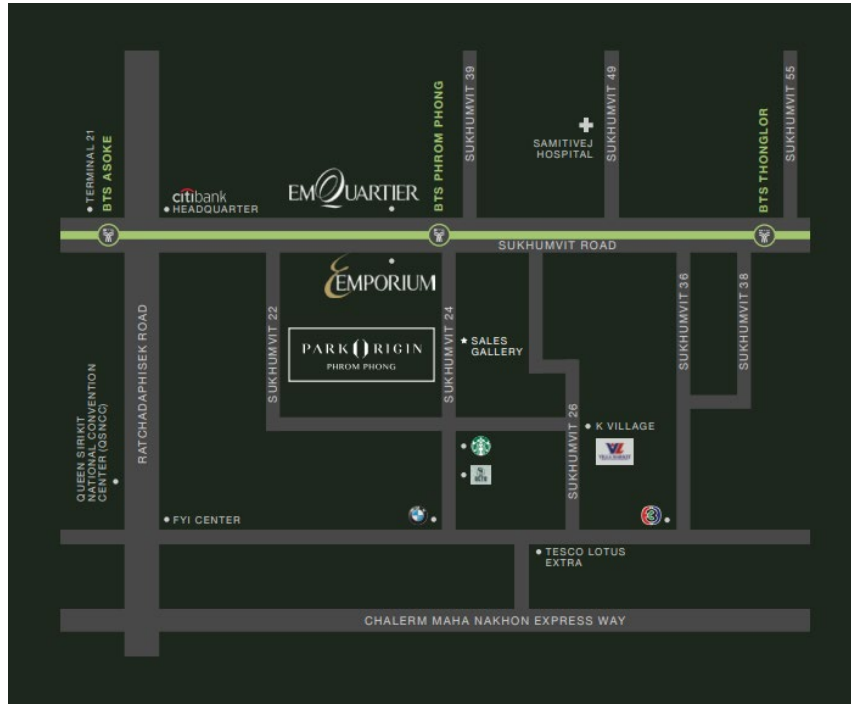 TERMINAL 21
BTS ASOKE
citibank
HEADQUARTER
EMQUARTIER
BTS PHROM PHONG
SUKHUMVIT 39
SAMITIVEJ
HOSPITAL
SUKHUMVIT 49
BTS THONGLOR
SUKHUMVIT 55
SUKHUMVIT ROAD
EMPORIUM
PARK ORIGIN
PHROM PHONG
SUKHUMVIT 22
SUKHUMVIT 24
SALES
GALLERY
SUKHUMVIT 26
SUKHUMVIT 36
SUKHUMVIT 38
RATCHADAPHISEK ROAD
QUEEN SIRIKIT
NATIONAL CONVENTION
CENTER (QSNCC)
K VILLAGE
FYI CENTER
3
TESCO LOTUS
EXTRA
CHALERM MAHA NAKHON EXPRESS WAY